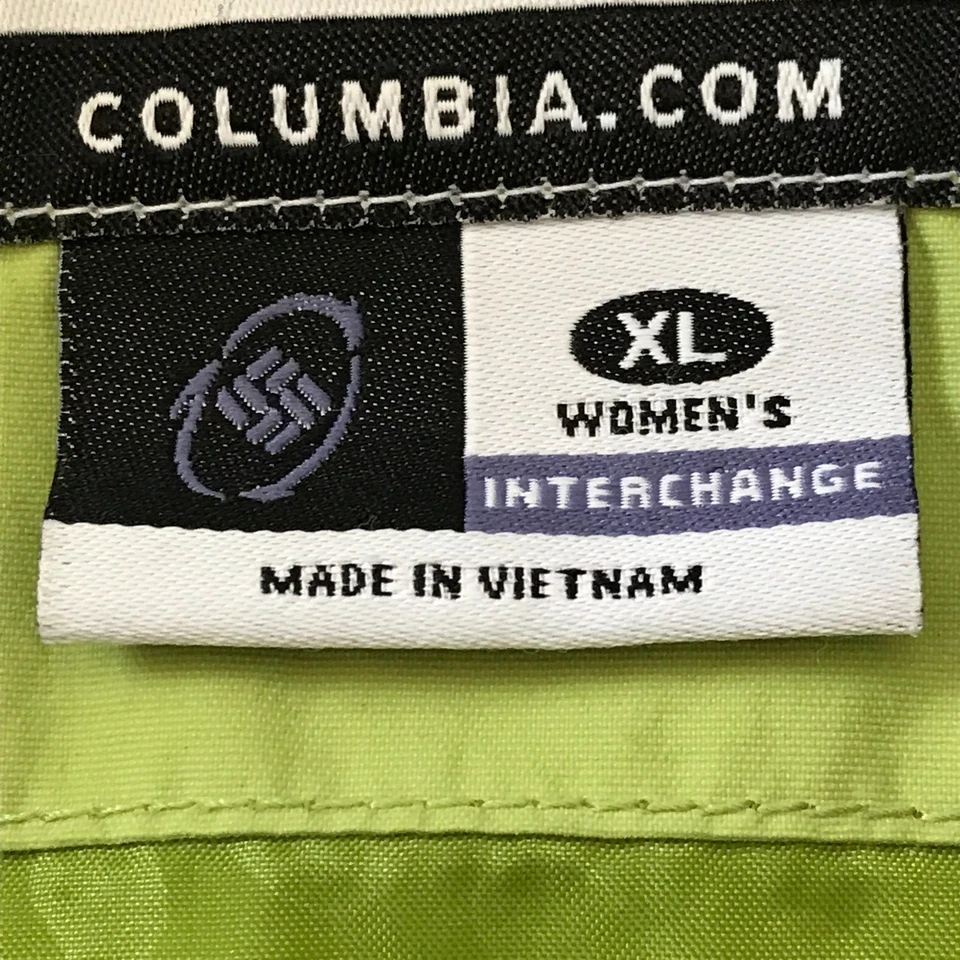 COLUMBIA.COM
XL
WOMEN'S
INTERCHANGE
MADE IN VIETNAM